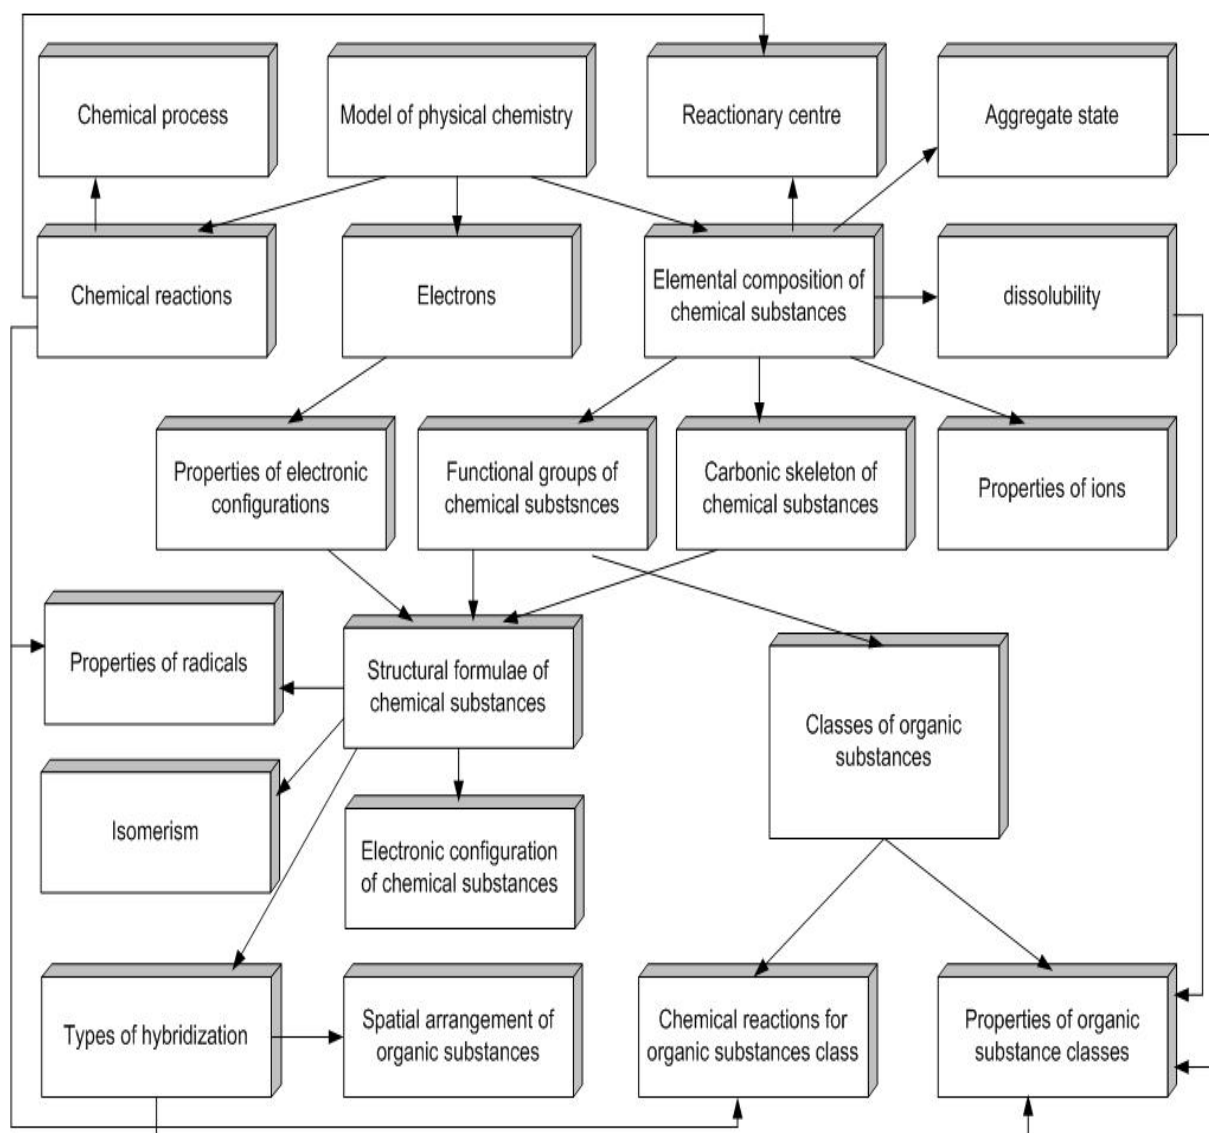 Chemical process
Model of physical chemistry
Reactionary centre
Aggregate state
Chemical reactions
Electrons
Elemental composition of
chemical substances
dissolubility
Properties of electronic
configurations
Functional groups of
chemical substsnces
Carbonic skeleton of
chemical substances
Properties of ions
Properties of radicals
Structural formulae of
chemical substances
Classes of organic
substances
Isomerism
Electronic configuration
of chemical substances
Types of hybridization
Spatial arrangement of
organic substances
Chemical reactions for
organic substances class
Properties of organic
substance classes